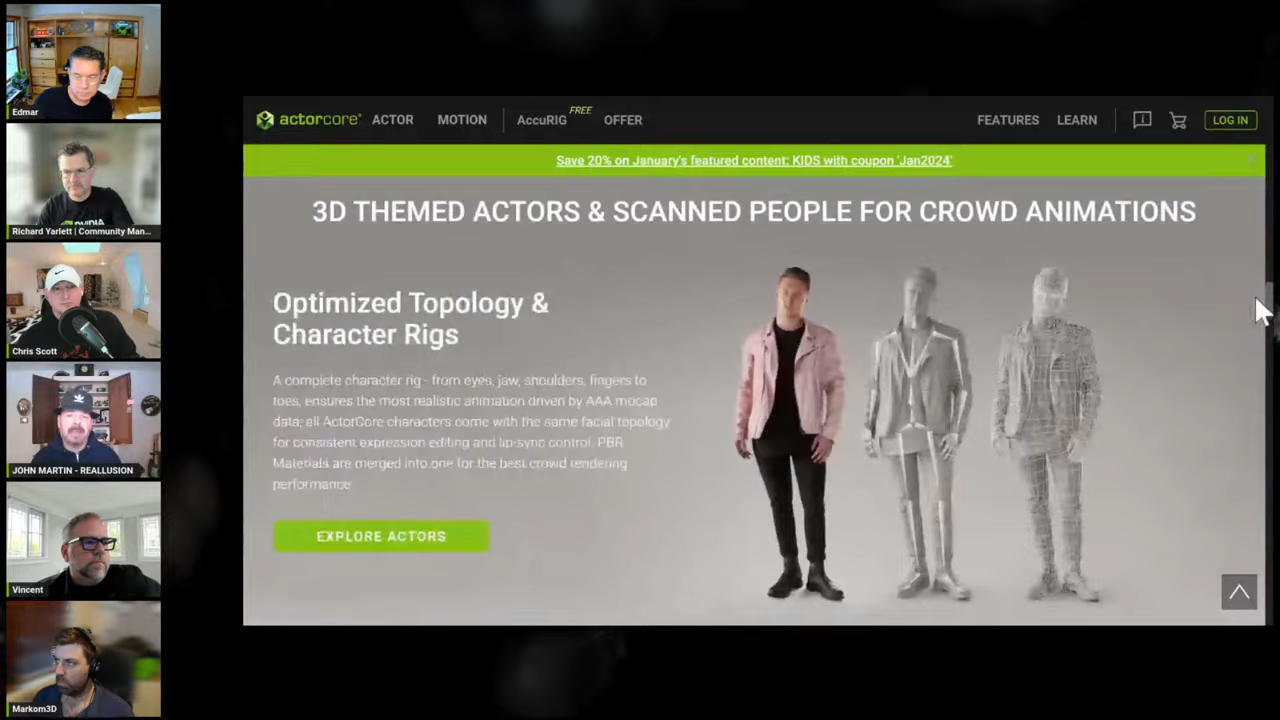 Edmar
NVIDIA
Richard Yarlett | Community Man...
Chris Scott
JOHN MARTIN - REALLUSION
Vincent
Markom3D
actorcore ACTOR MOTION AccuRIG FREE OFFER FEATURES LEARN LOG IN
Save 20% on January's featured content: KIDS with coupon 'Jan2024'
3D THEMED ACTORS & SCANNED PEOPLE FOR CROWD ANIMATIONS
Optimized Topology &
Character Rigs
A complete character rig - from eyes, jaw, shoulders, fingers to
toes, ensures the most realistic animation driven by AAA mocap
data; all ActorCore characters come with the same facial topology
for consistent expression editing and lip-sync control. PBR
Materials are merged into one for the best crowd rendering
performance
EXPLORE ACTORS